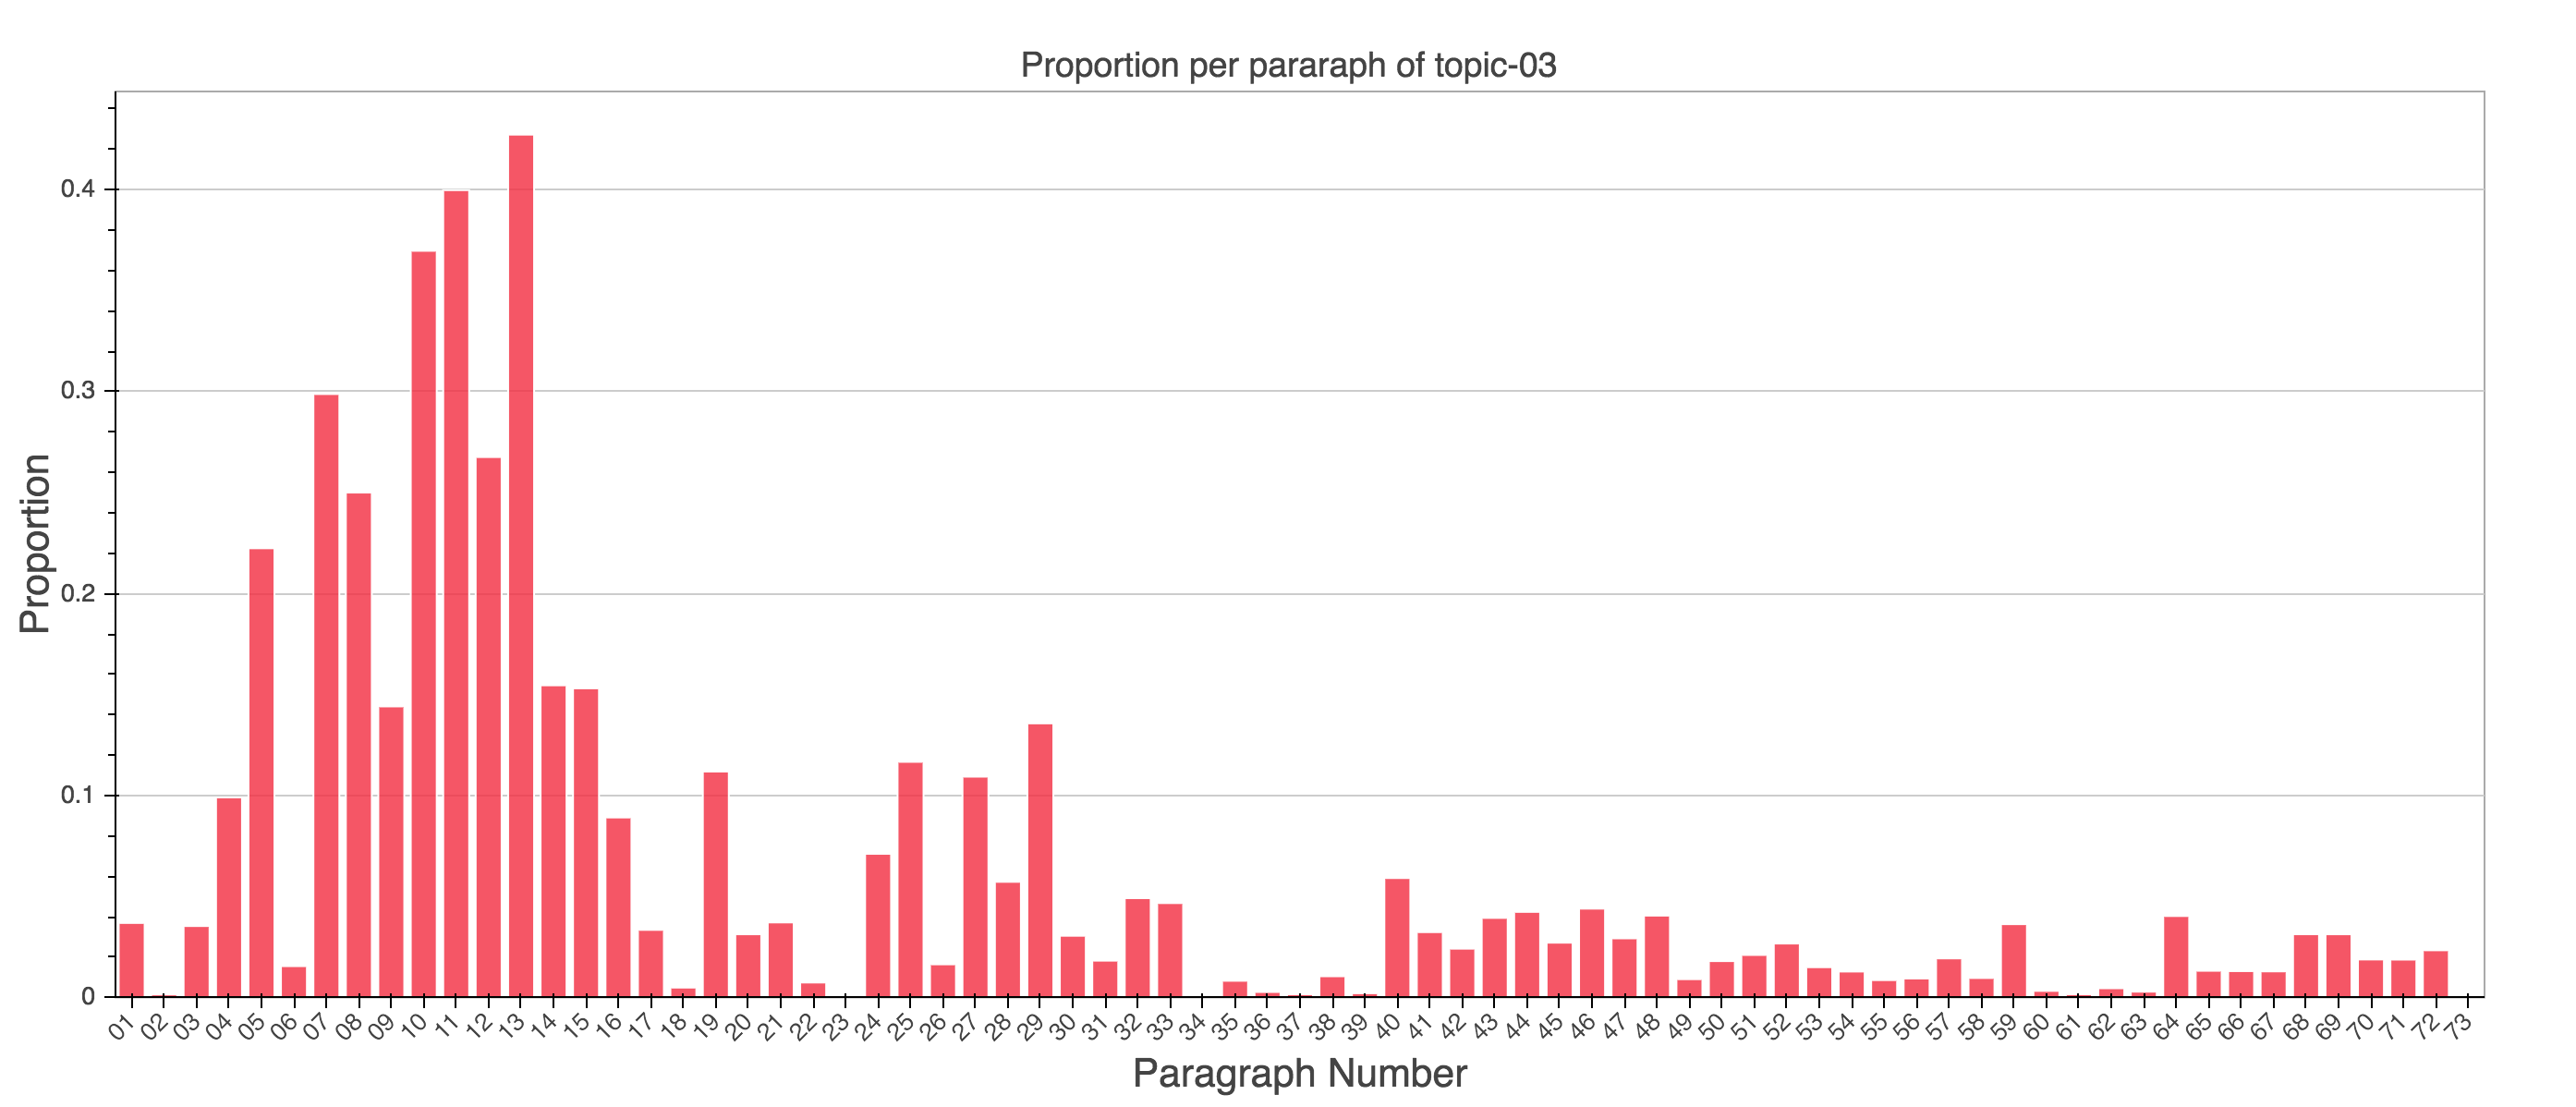 Proportion per pararaph of topic-03
0.4
0.3
0.2
0.1
0
Proportion
01 02 03 04 05 06 07 08 09 10 11 12 13 14 15 16 17 18 19 20 21 22 23 24 25 26 27 28 29 30 31 32 33 34 35 36 37 38 39 40 41 42 43 44 45 46 47 48 49 50 51 52 53 54 55 56 57 58 59 60 61 62 63 64 65 66 67 68 69 70 71 72 73
Paragraph Number